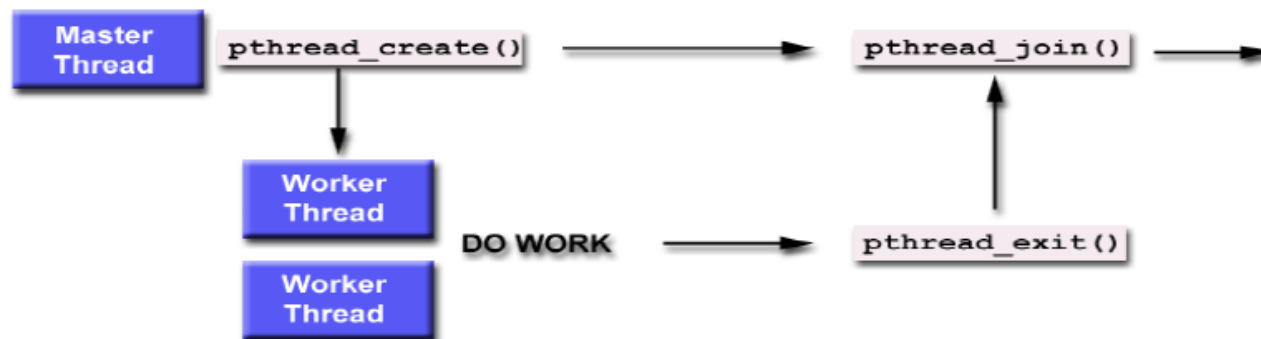 Master
Thread
pthread_create()
pthread_join()
Worker
Thread
DO WORK
pthread_exit()
Worker
Thread